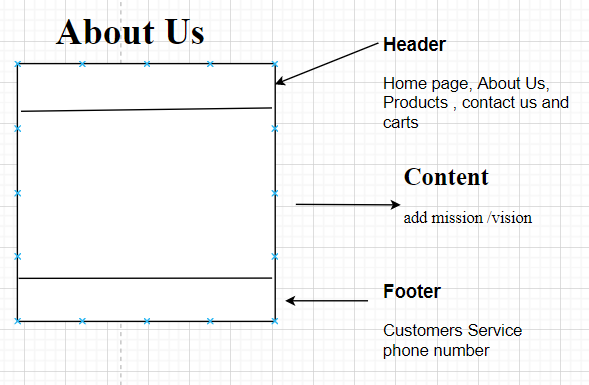 About Us
Header
Home page, About Us,
Products , contact us and
carts
Content
add mission /vision
Footer
Customers Service
phone number